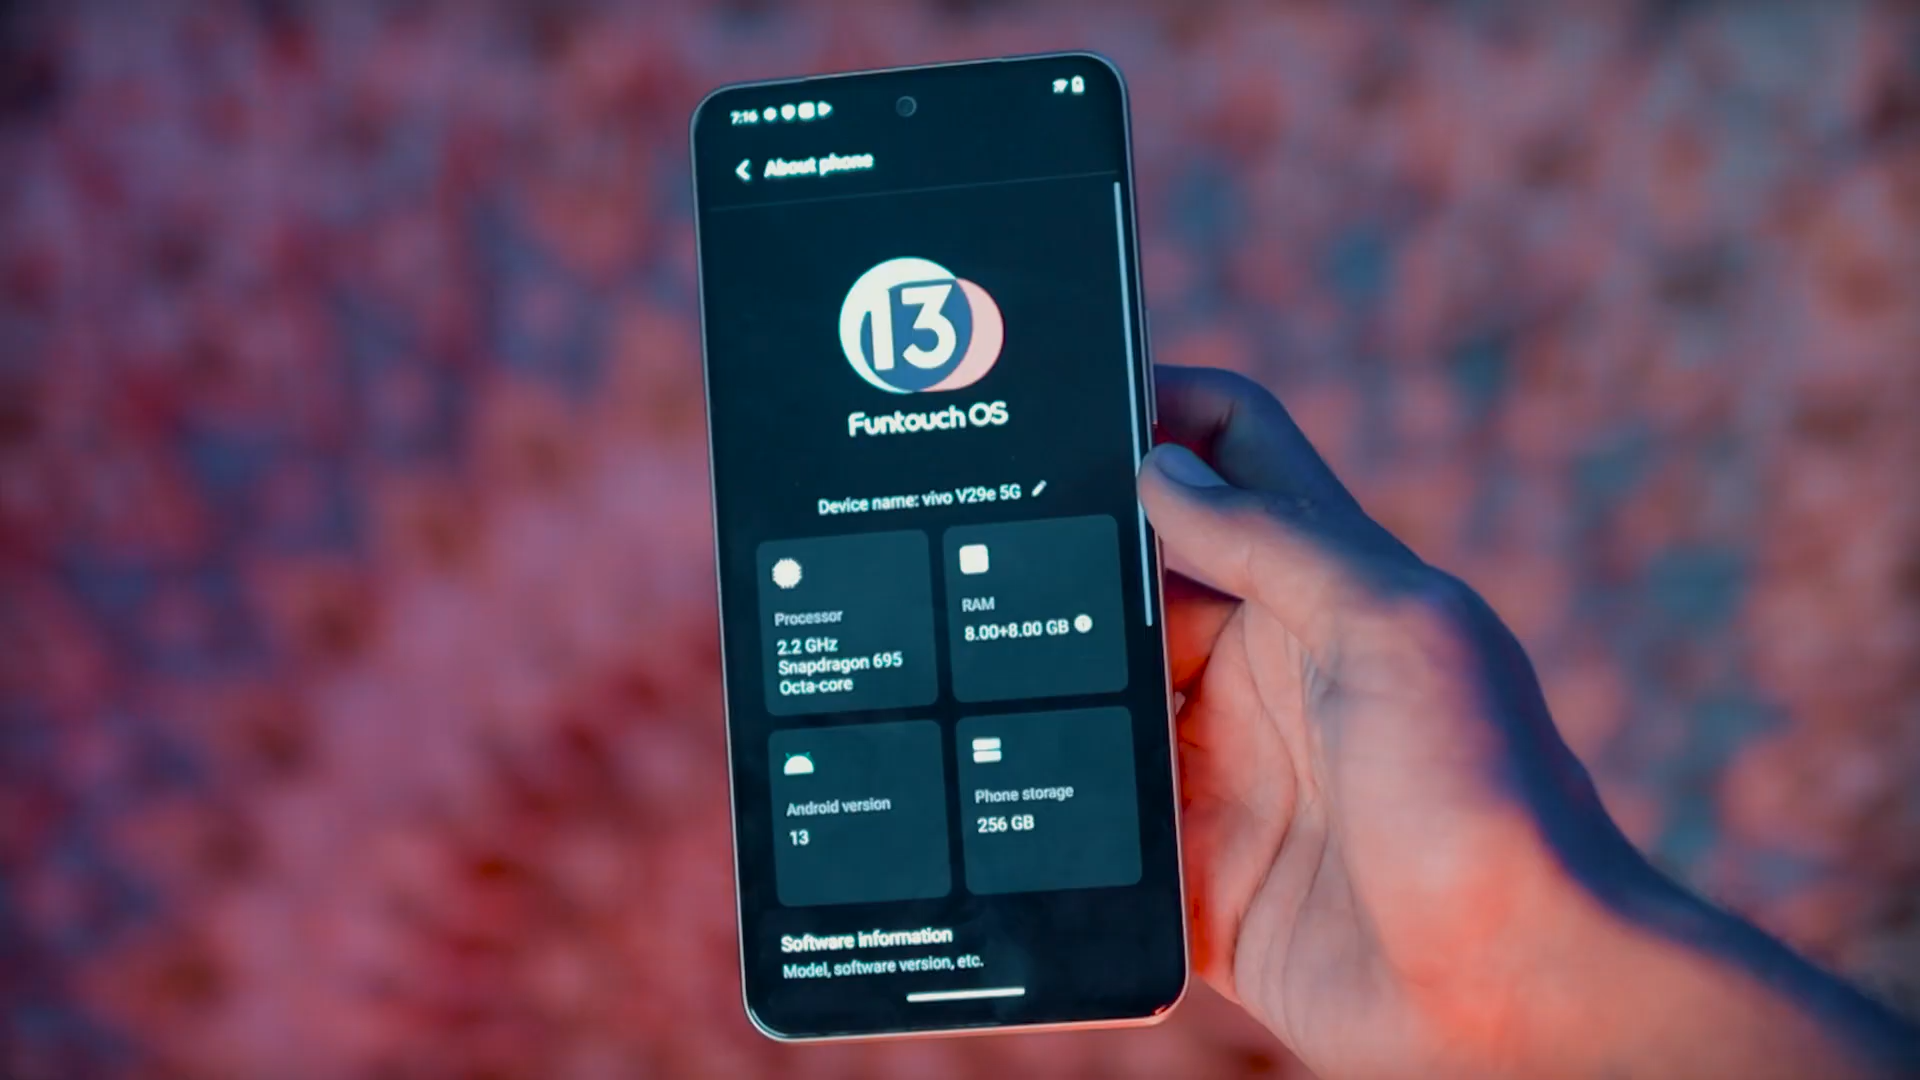 7:16
About phone
13
Funtouch OS
Device name: vivo V29e 5G
Processor
2.2 GHz
Snapdragon 695
Octa-core
RAM
8.00+8.00 GB
Android version
13
Phone storage
256 GB
Software information
Model, software version, etc.